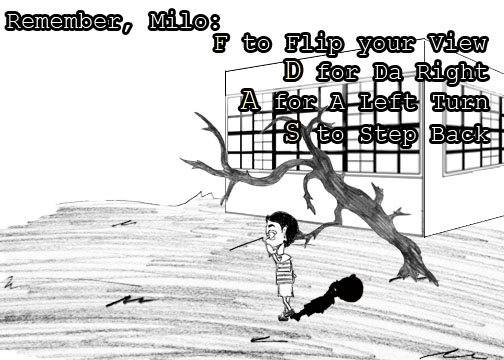 Remember, Milo:
F to Flip your View
D for Da Right
A for A Left Turn
S to Step Back